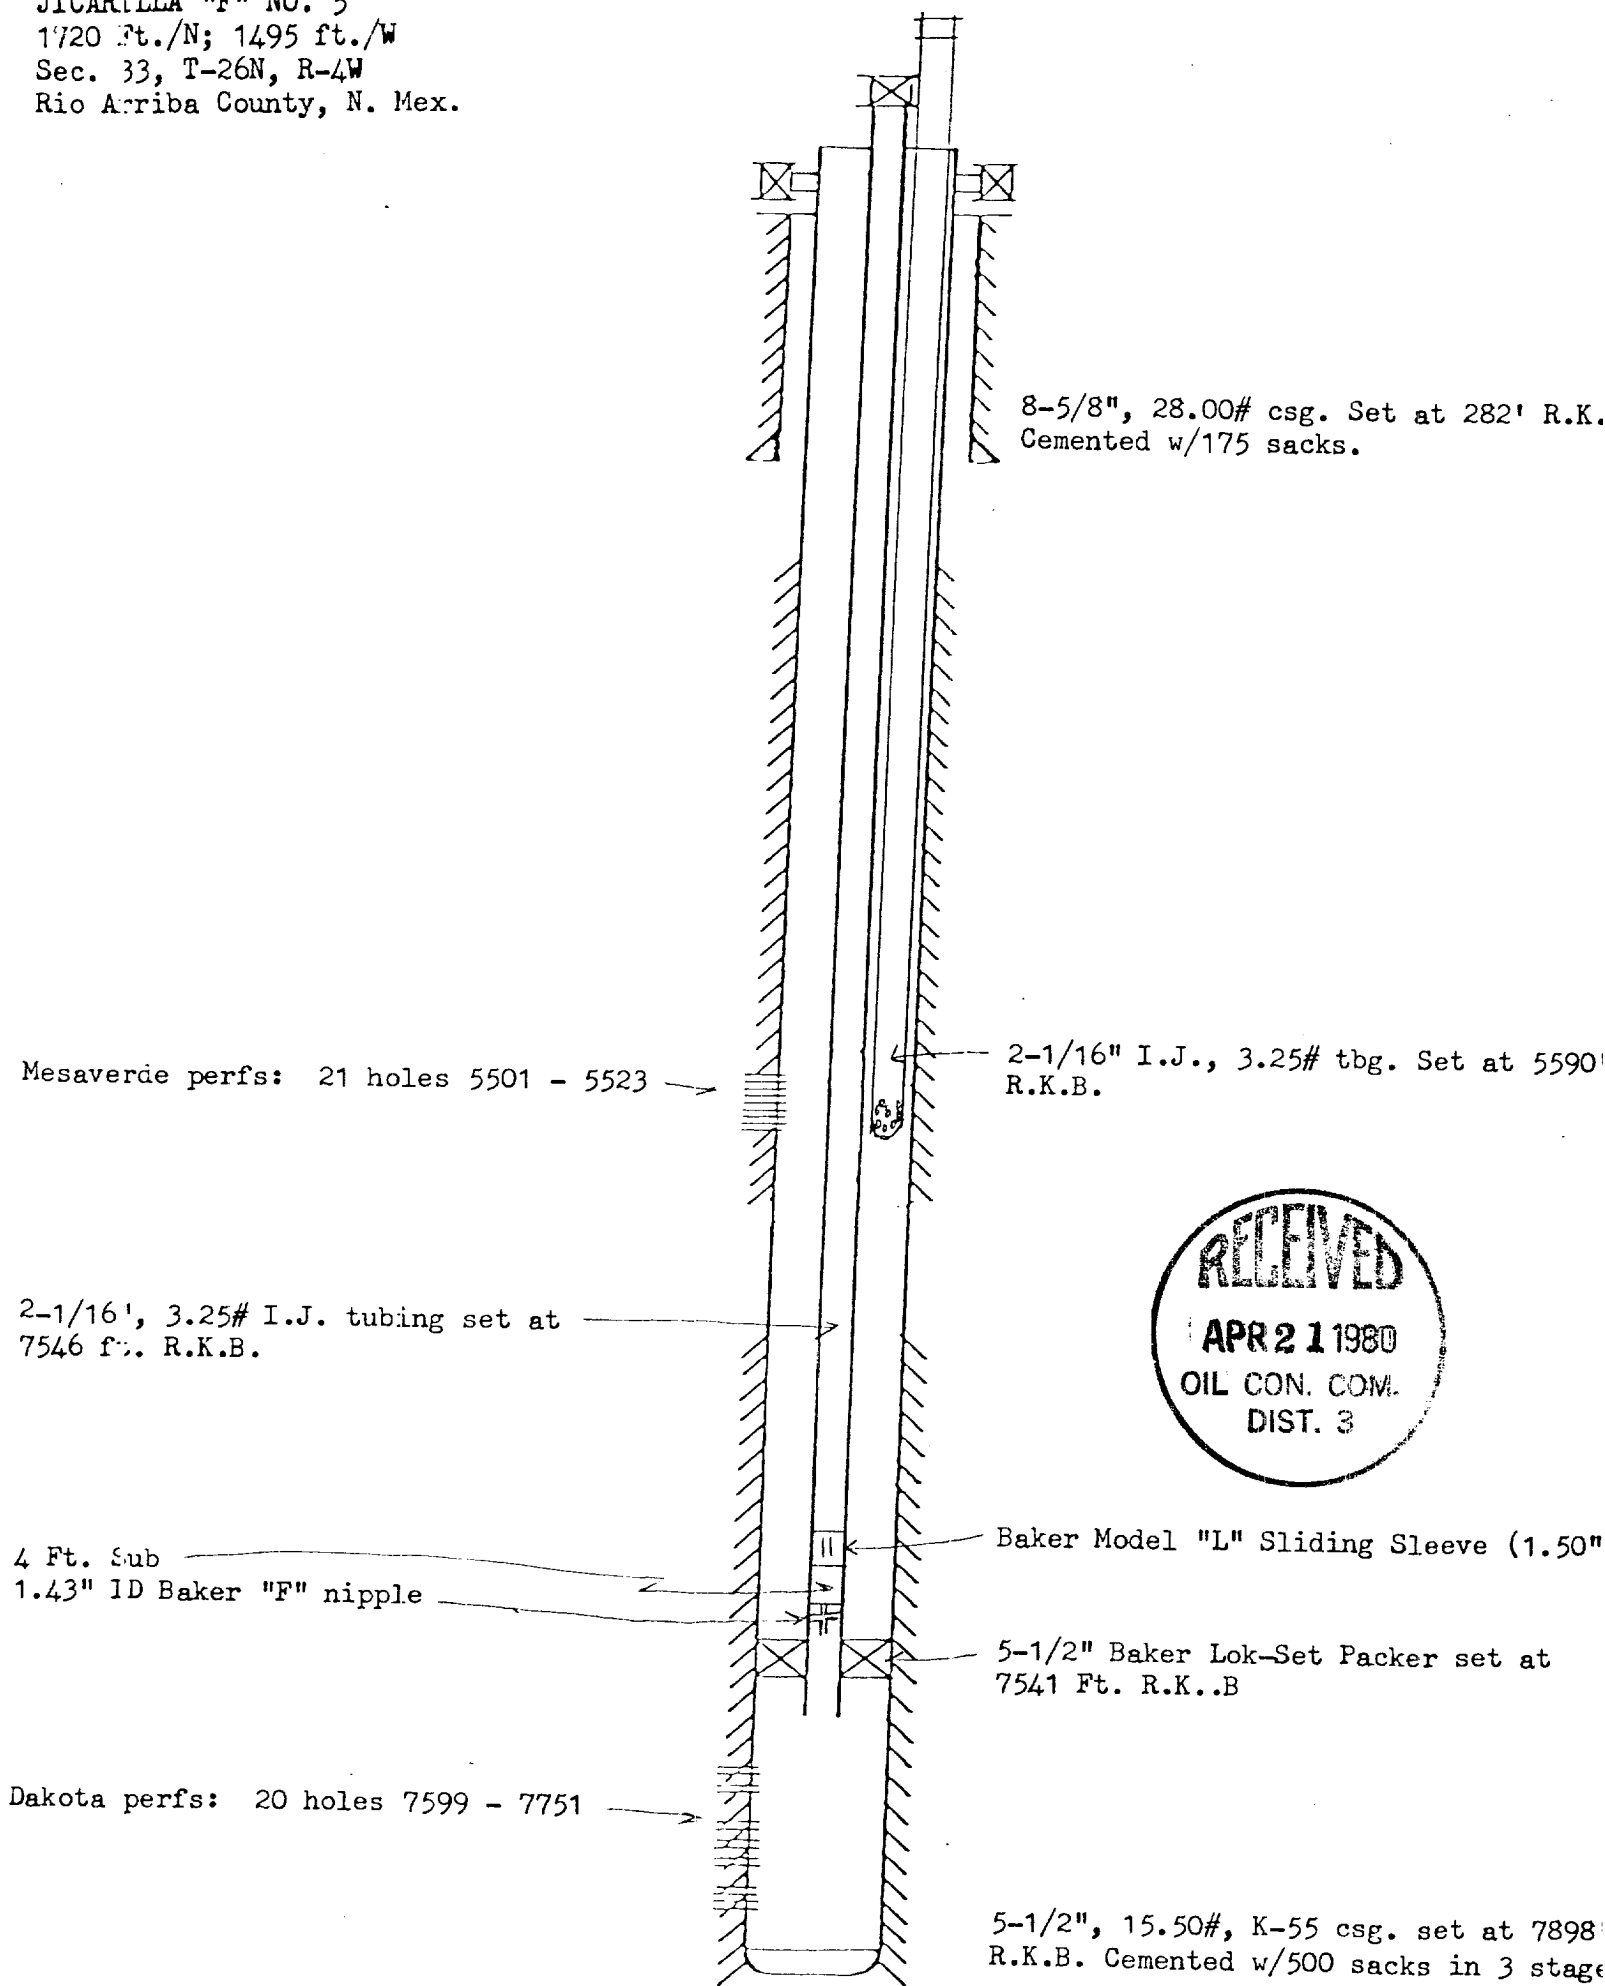 JICARILLA "F" NO. 5
1720 Ft./N; 1495 ft./W
Sec. 33, T-26N, R-4W
Rio Arriba County, N. Mex.
8-5/8", 28.00# csg. Set at 282' R.K.
Cemented w/175 sacks.
Mesaverde perfs: 21 holes 5501 - 5523
2-1/16" I.J., 3.25# tbg. Set at 5590'
R.K.B.
RECEIVED
APR 21 1980
OIL CON. COM.
DIST. 3
2-1/16', 3.25# I.J. tubing set at
7546 ft. R.K.B.
Baker Model "L" Sliding Sleeve (1.50"
4 Ft. Sub
1.43" ID Baker "F" nipple
5-1/2" Baker Lok-Set Packer set at
7541 Ft. R.K..B
Dakota perfs: 20 holes 7599 - 7751
5-1/2", 15.50#, K-55 csg. set at 7898'
R.K.B. Cemented w/500 sacks in 3 stage